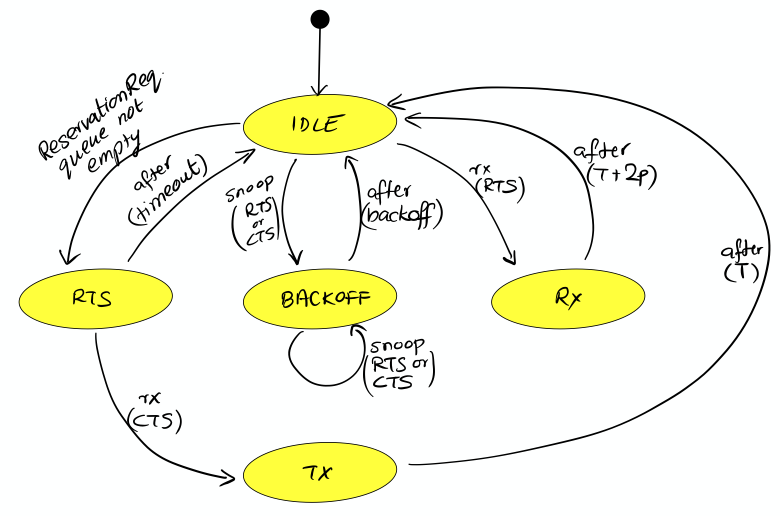 IDLE
ReservationReq.
queue not
empty
after
(timeout)
snoop
(RTS
or
CTS)
after
(backoff)
rx
(RTS)
after
(T+2p)
after
(T)
RTS
BACKOFF
Rx
snoop
(RTS or
CTS)
rx
(CTS)
TX